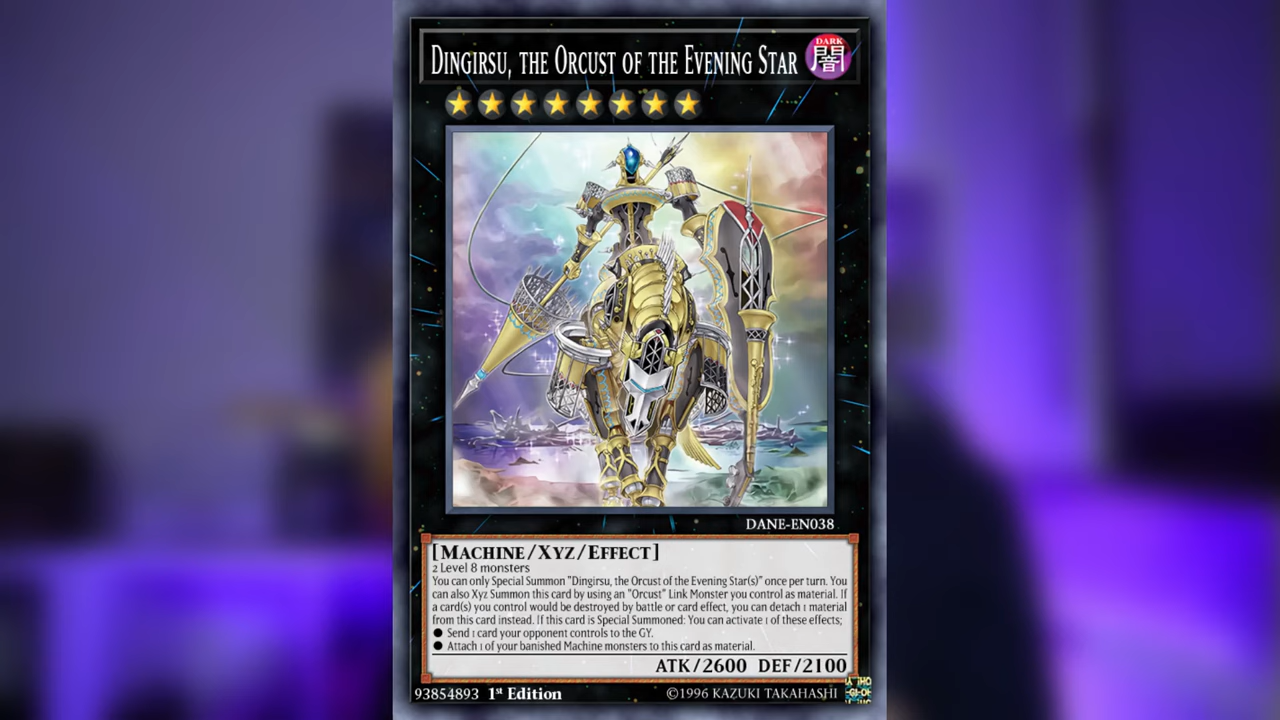 DINGIRSU, THE ORCUST OF THE EVENING STAR
DARK
闇
DANE-EN038
[MACHINE/XYZ/EFFECT]
2 Level 8 monsters
You can only Special Summon "Dingirsu, the Orcust of the Evening Star(s)" once per turn. You
can also Xyz Summon this card by using an "Orcust" Link Monster you control as material. If
a card(s) you control would be destroyed by battle or card effect, you can detach 1 material
from this card instead. If this card is Special Summoned: You can activate 1 of these effects;
● Send 1 card your opponent controls to the GY.
● Attach 1 of your banished Machine monsters to this card as material.
ATK/2600 DEF/2100
93854893 1st Edition
©1996 KAZUKI TAKAHASHI